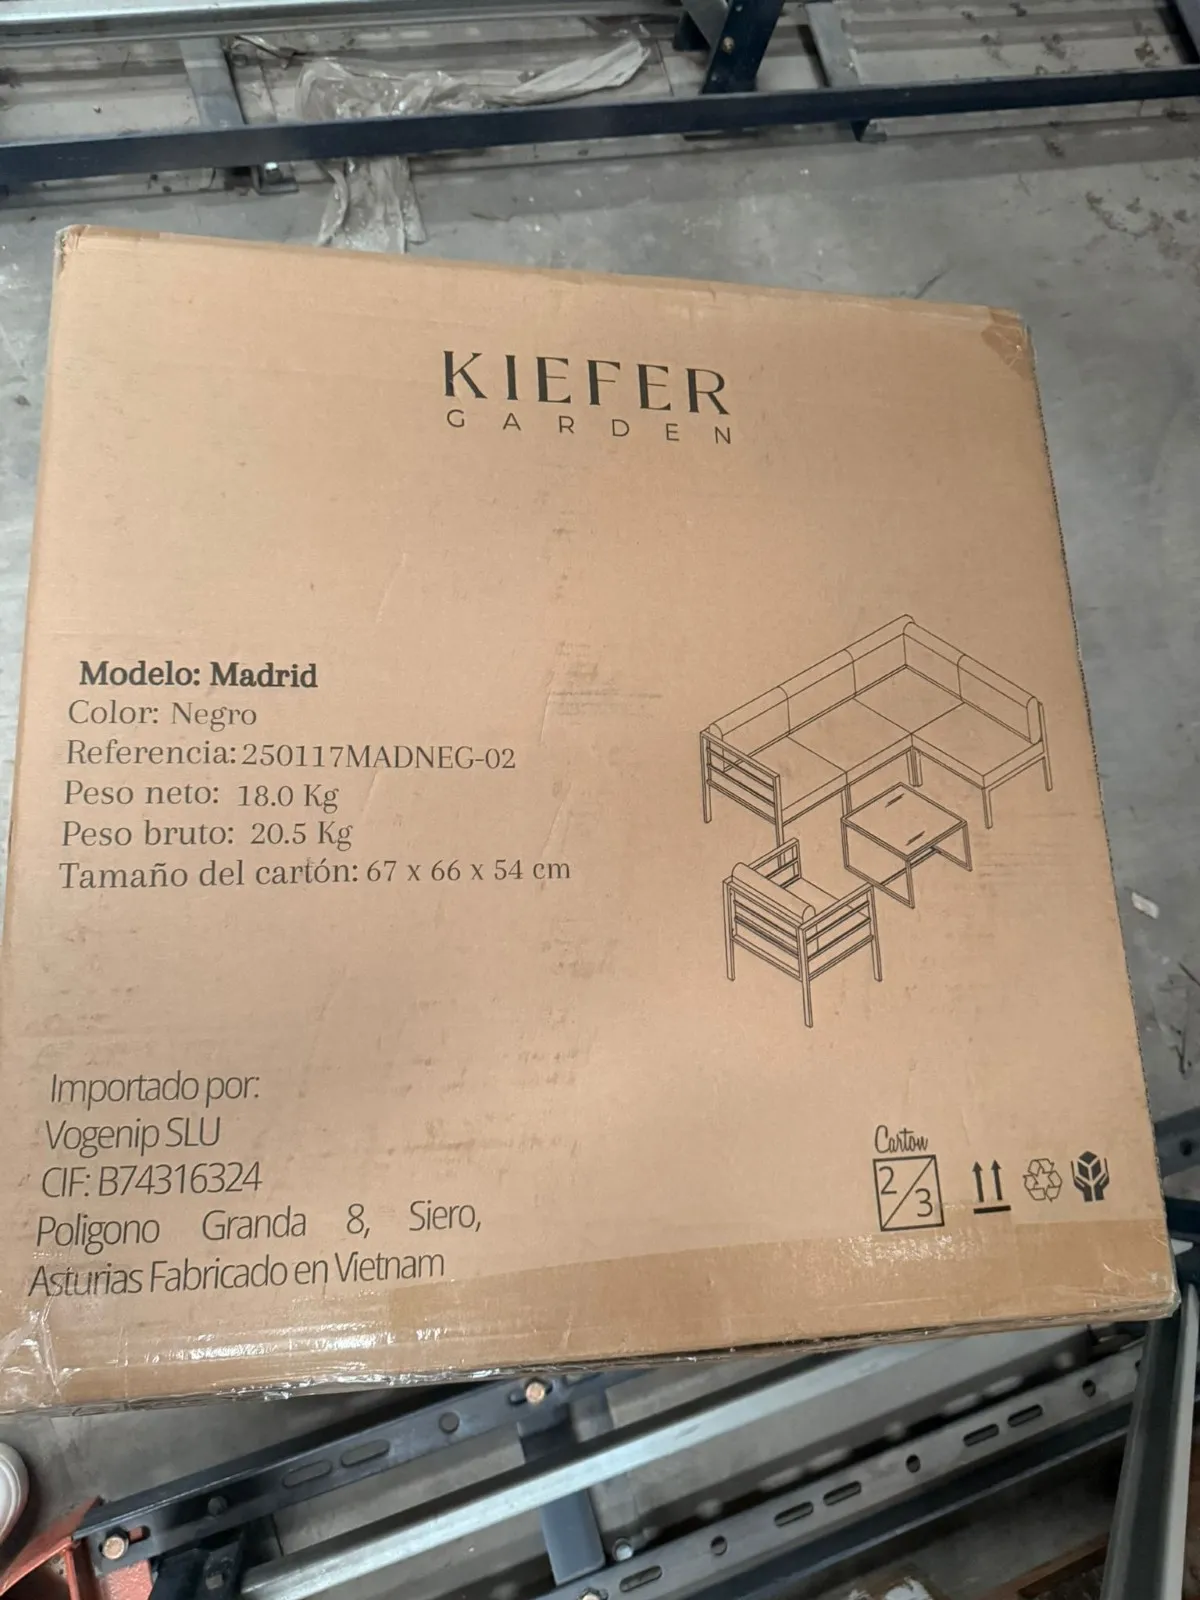 KIEFER
GARDEN
Modelo: Madrid
Color: Negro
Referencia: 250117MADNEG-02
Peso neto: 18.0 Kg
Peso bruto: 20.5 Kg
Tamaño del cartón: 67 x 66 x 54 cm
Importado por:
Vogenip SLU
CIF: B74316324
Poligono Granda 8, Siero,
Asturias Fabricado en Vietnam
Carton
2/3